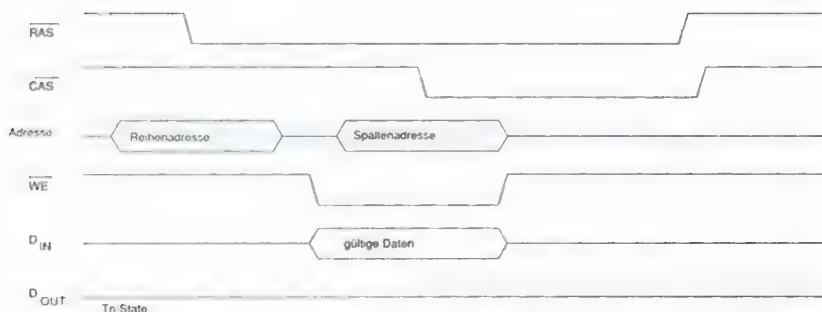 RAS
CAS
Adresse
Reihenadresse
Spaltenadresse
WE
D IN
gültige Daten
D OUT
Tri State